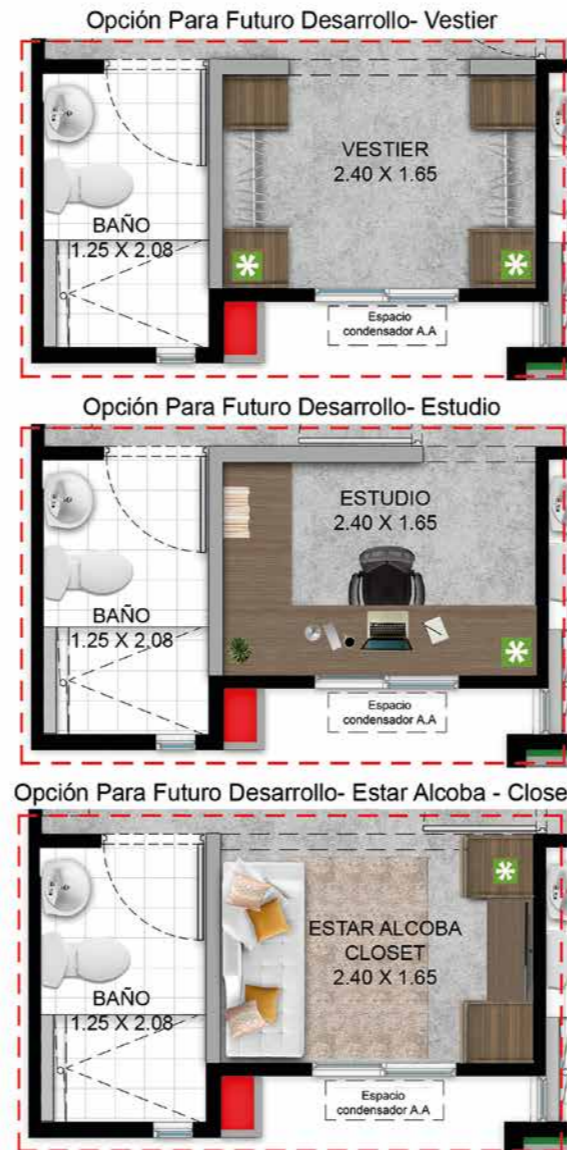 Opción Para Futuro Desarrollo- Vestier
VESTIER
2.40 X 1.65
BAÑO
1.25 X 2.08
Espacio
condensador A.A
Opción Para Futuro Desarrollo- Estudio
ESTUDIO
2.40 X 1.65
BAÑO
1.25 X 2.08
Espacio
condensador A.A
Opción Para Futuro Desarrollo- Estar Alcoba - Close
ESTAR ALCOBA
CLOSET
2.40 X 1.65
BAÑO
1.25 X 2.08
Espacio
condensador A.A